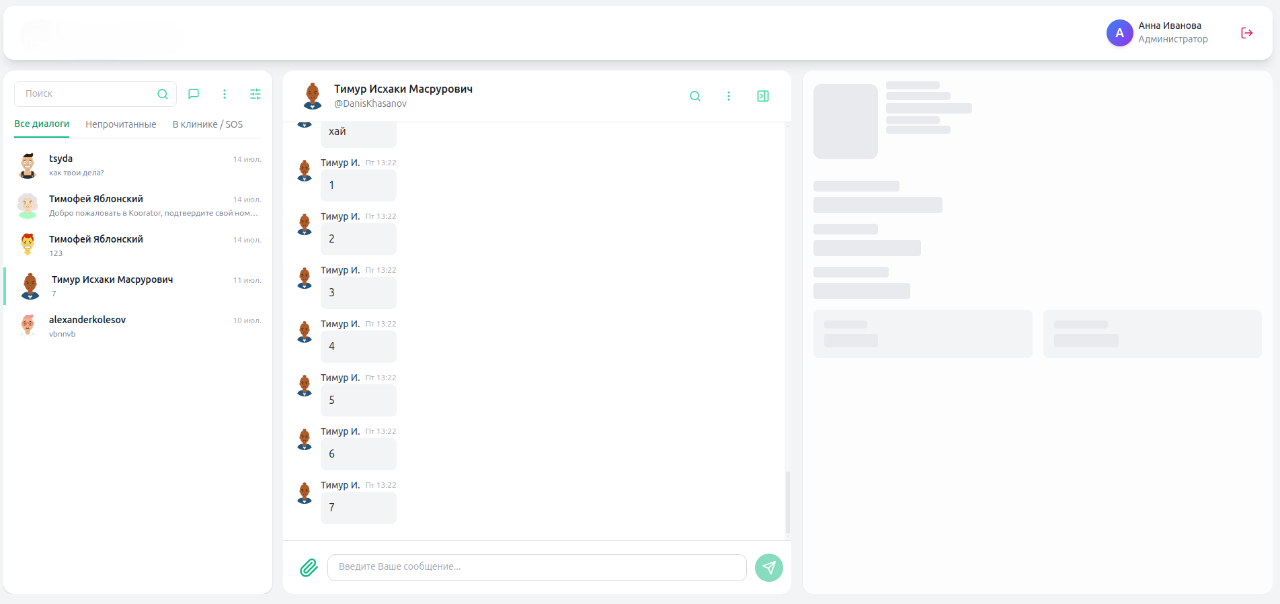 A
Анна Иванова
Администратор
Поиск
Все диалоги
Непрочитанные
В клинике / SOS
tsyda
14 июл.
как твои дела?
Тимофей Яблонский
14 июл.
Добро пожаловать в Koorator, подтвердите свой ном...
Тимофей Яблонский
14 июл.
123
Тимур Исхаки Масрурович
11 июл.
7
alexanderkolesov
10 июл.
vbnnvb
Тимур Исхаки Масрурович
@DanisKhasanov
хай
Тимур И. Пт 13:22
1
Тимур И. Пт 13:22
2
Тимур И. Пт 13:22
3
Тимур И. Пт 13:22
4
Тимур И. Пт 13:22
5
Тимур И. Пт 13:22
6
Тимур И. Пт 13:22
7
Введите Ваше сообщение...